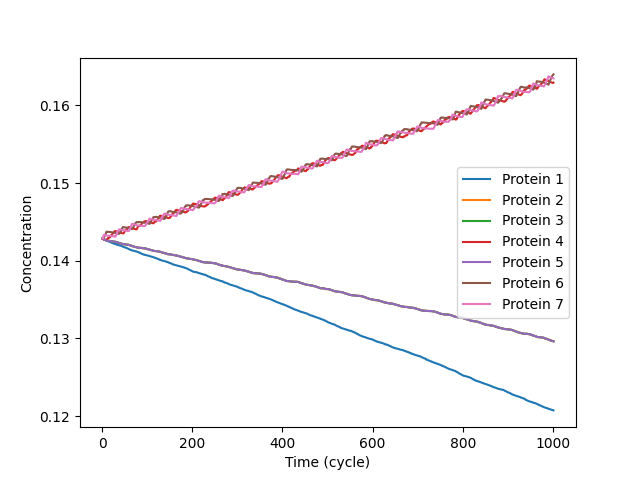 0.16
0.15
0.14
0.13
0.12
Concentration
0
200
400
600
800
1000
Time (cycle)
Protein 1
Protein 2
Protein 3
Protein 4
Protein 5
Protein 6
Protein 7